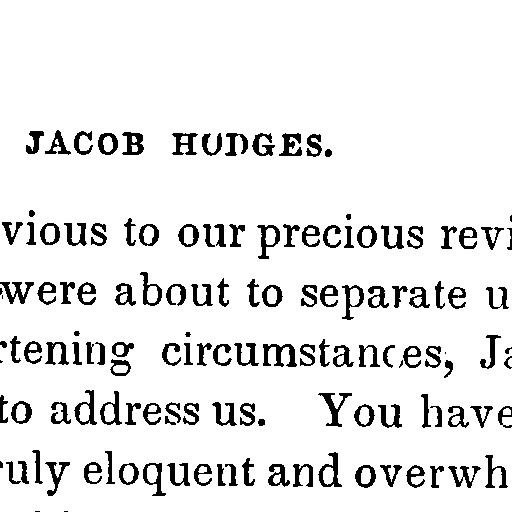 JACOB HODGES.
vious to our precious revi
were about to separate u
rtening circumstances, Ja
to address us. You have
ruly eloquent and overwh